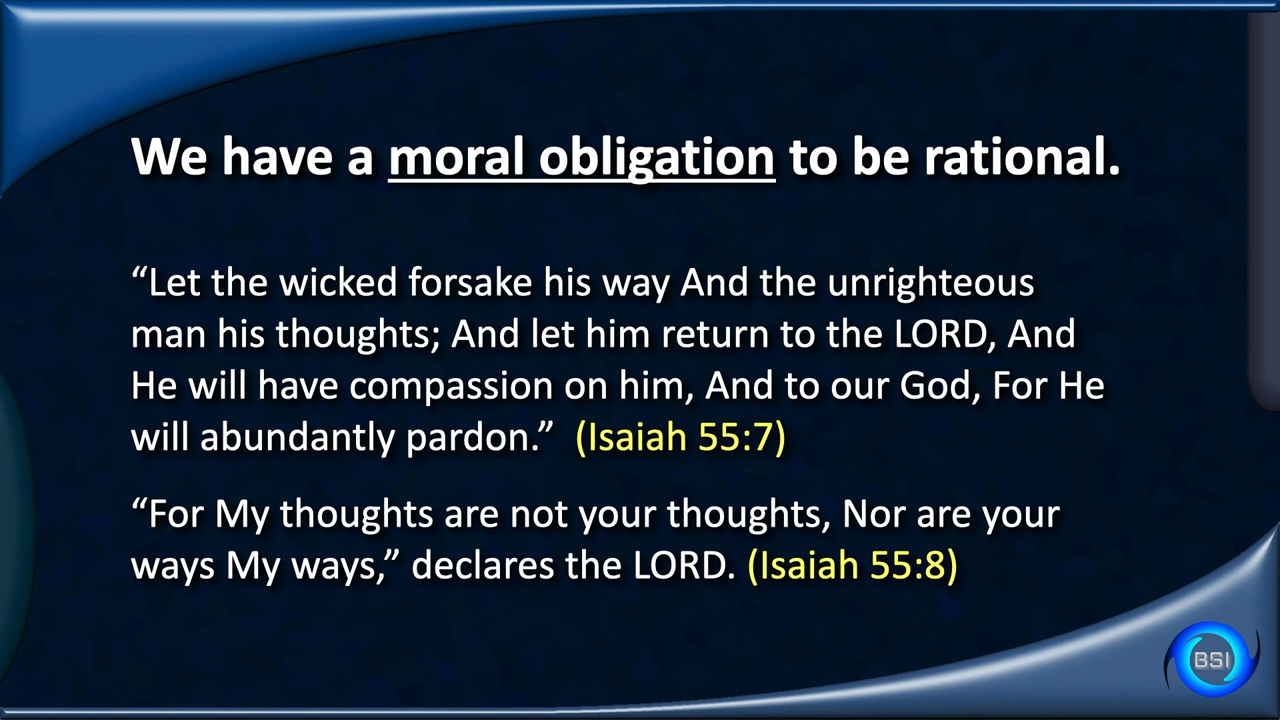 We have a moral obligation to be rational.
“Let the wicked forsake his way And the unrighteous
man his thoughts; And let him return to the LORD, And
He will have compassion on him, And to our God, For He
will abundantly pardon.” (Isaiah 55:7)
“For My thoughts are not your thoughts, Nor are your
ways My ways,” declares the LORD. (Isaiah 55:8)
BSI